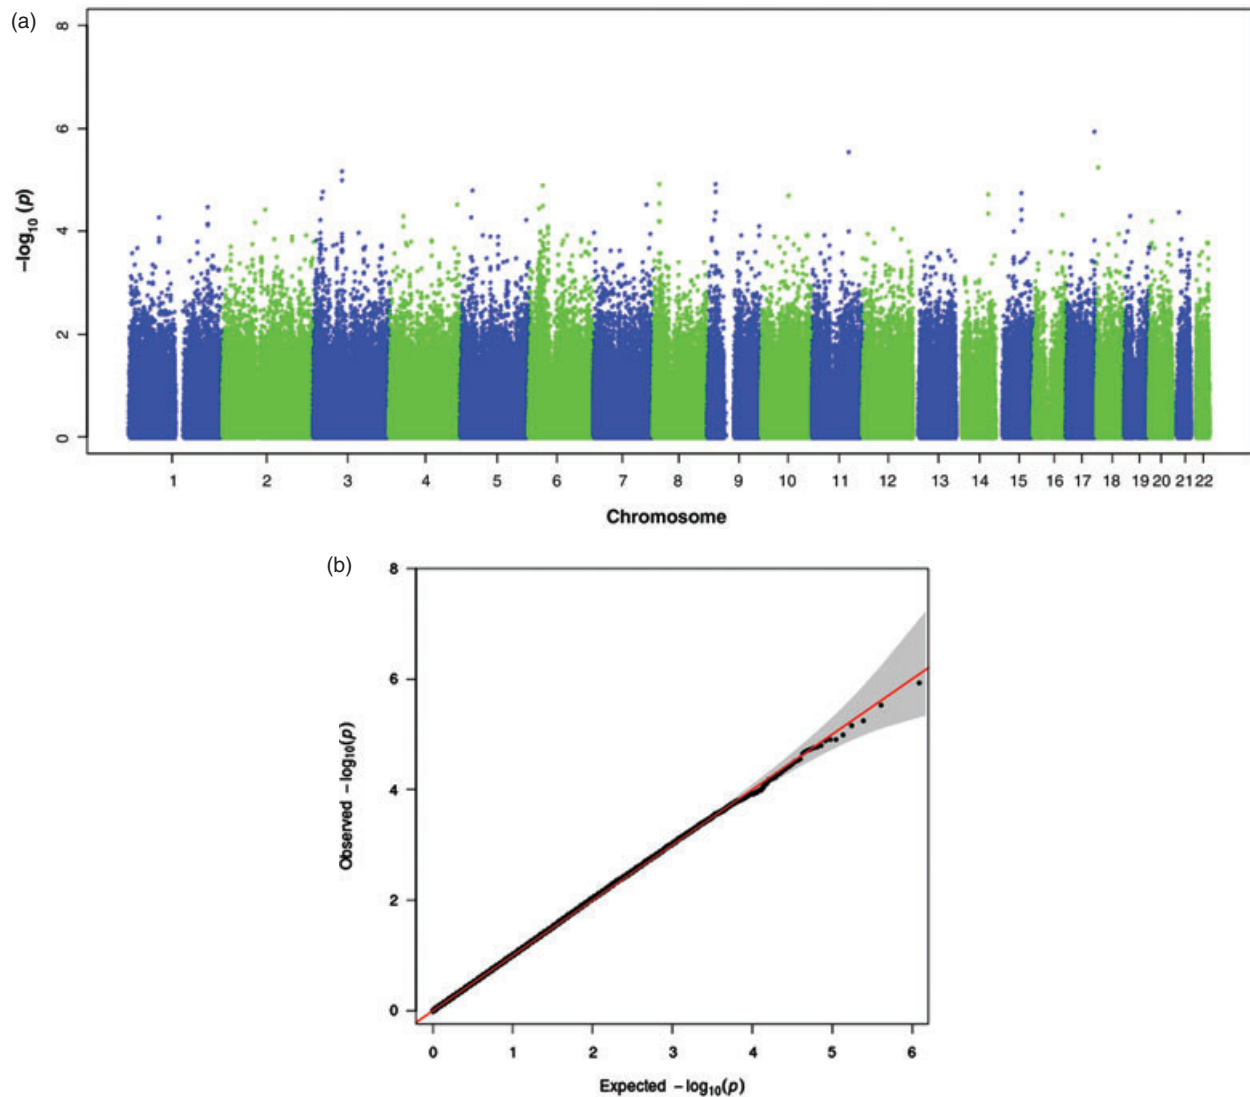 (a)
8
6
4
2
0
−log10 (p)
1 2 3 4 5 6 7 8 9 10 11 12 13 14 15 16 17 18 19 20 21 22
Chromosome
(b)
8
6
4
2
0
Observed −log10(p)
0 1 2 3 4 5 6
Expected −log10(p)